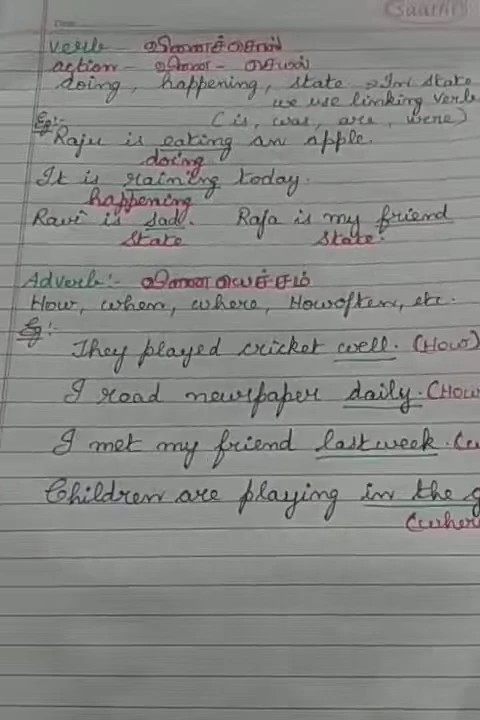 verb - வினைச்சொல்
action - வினை - செயல்
doing, happening, state ⇒ In state
we use linking verb
(is, was, are, were)
Eg:-
Raju is eating an apple.
doing
It is raining today.
happening
Ravi is sad. Raja is my friend
state state.
Adverb:- வினையெச்சம்
How, when, where, How often, etc.
Eg:-
They played cricket well. (How)
I road newspaper daily. (How
I met my friend last week.
Children are playing in the g
(wher